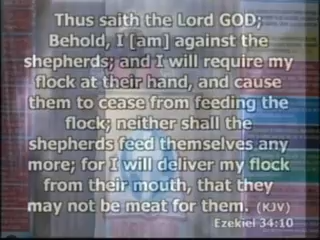 Thus saith the Lord GOD;
Behold, I [am] against the
shepherds; and I will require my
flock at their hand, and cause
them to cease from feeding the
flock; neither shall the
shepherds feed themselves any
more; for I will deliver my flock
from their mouth, that they
may not be meat for them. (KJV)
Ezekiel 34:10